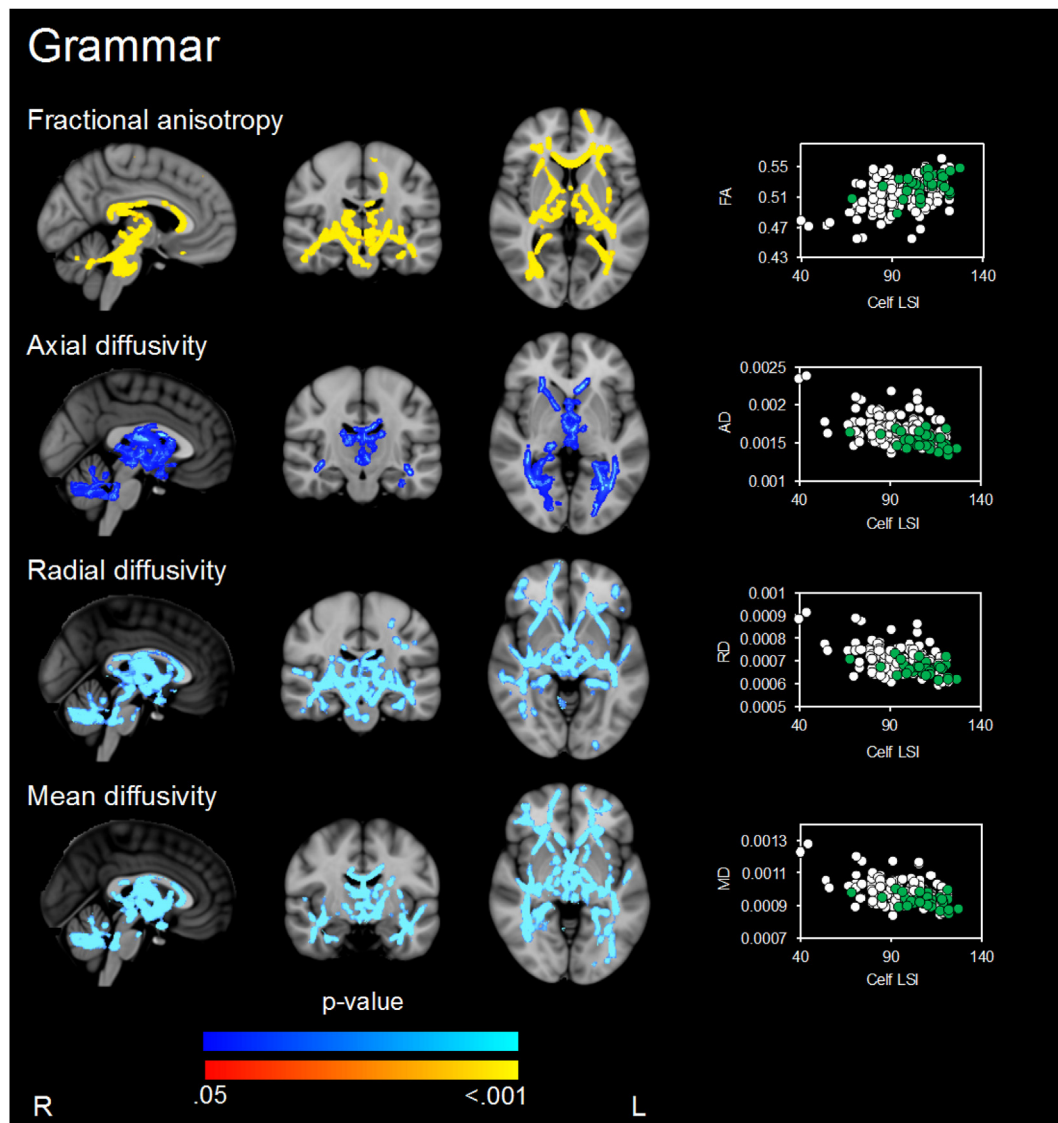 Grammar
Fractional anisotropy
FA
0.55
0.51
0.47
0.43
40 90 140
Celf LSI
Axial diffusivity
AD
0.0025
0.002
0.0015
0.001
40 90 140
Celf LSI
Radial diffusivity
RD
0.001
0.0009
0.0008
0.0007
0.0006
0.0005
40 90 140
Celf LSI
Mean diffusivity
MD
0.0013
0.0011
0.0009
0.0007
40 90 140
Celf LSI
p-value
.05 <.001
R L